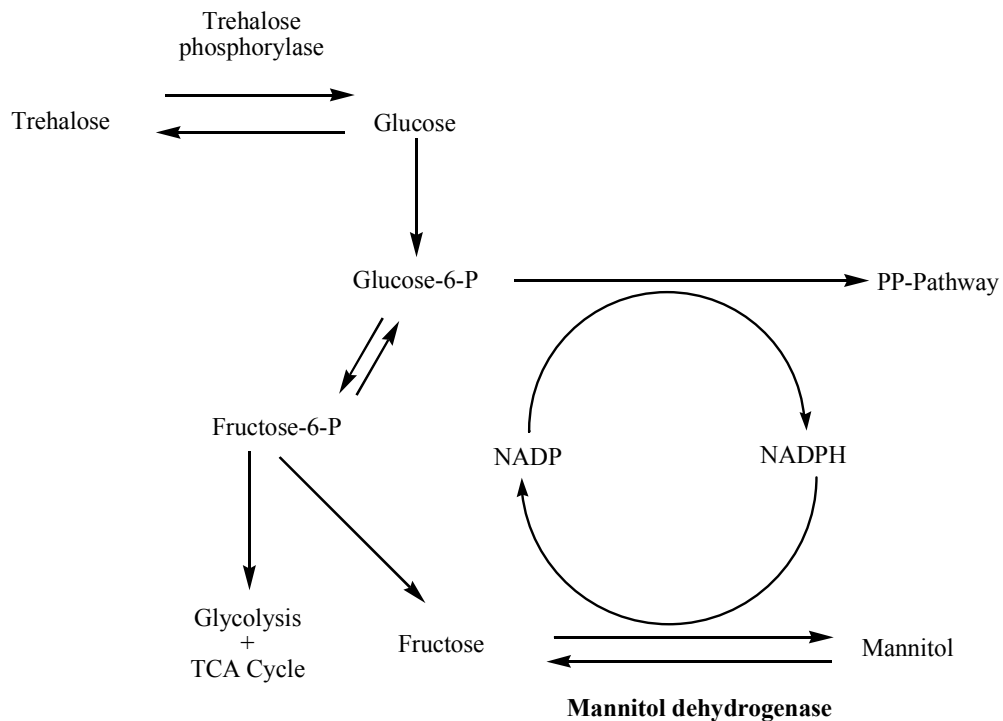 Trehalose
phosphorylase
Trehalose
Glucose
Glucose-6-P
PP-Pathway
Fructose-6-P
NADP
NADPH
Glycolysis
+
TCA Cycle
Fructose
Mannitol
Mannitol dehydrogenase